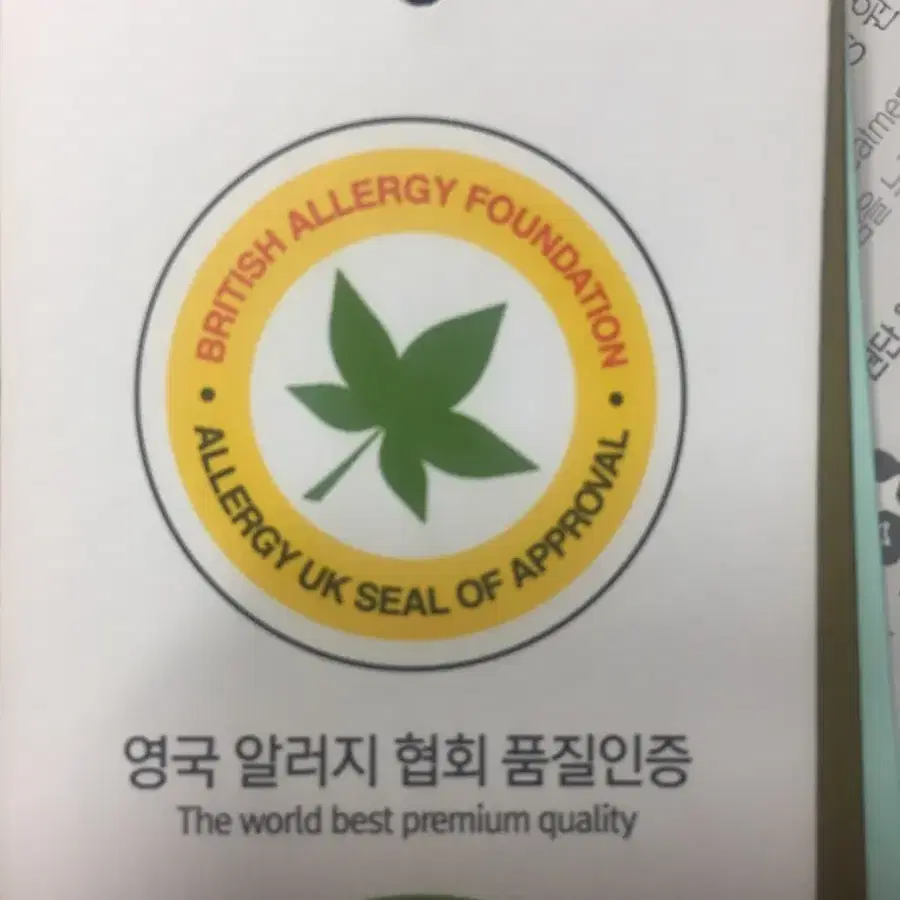 BRITISH ALLERGY FOUNDATION
ALLERGY UK SEAL OF APPROVAL
영국 알러지 협회 품질인증
The world best premium quality